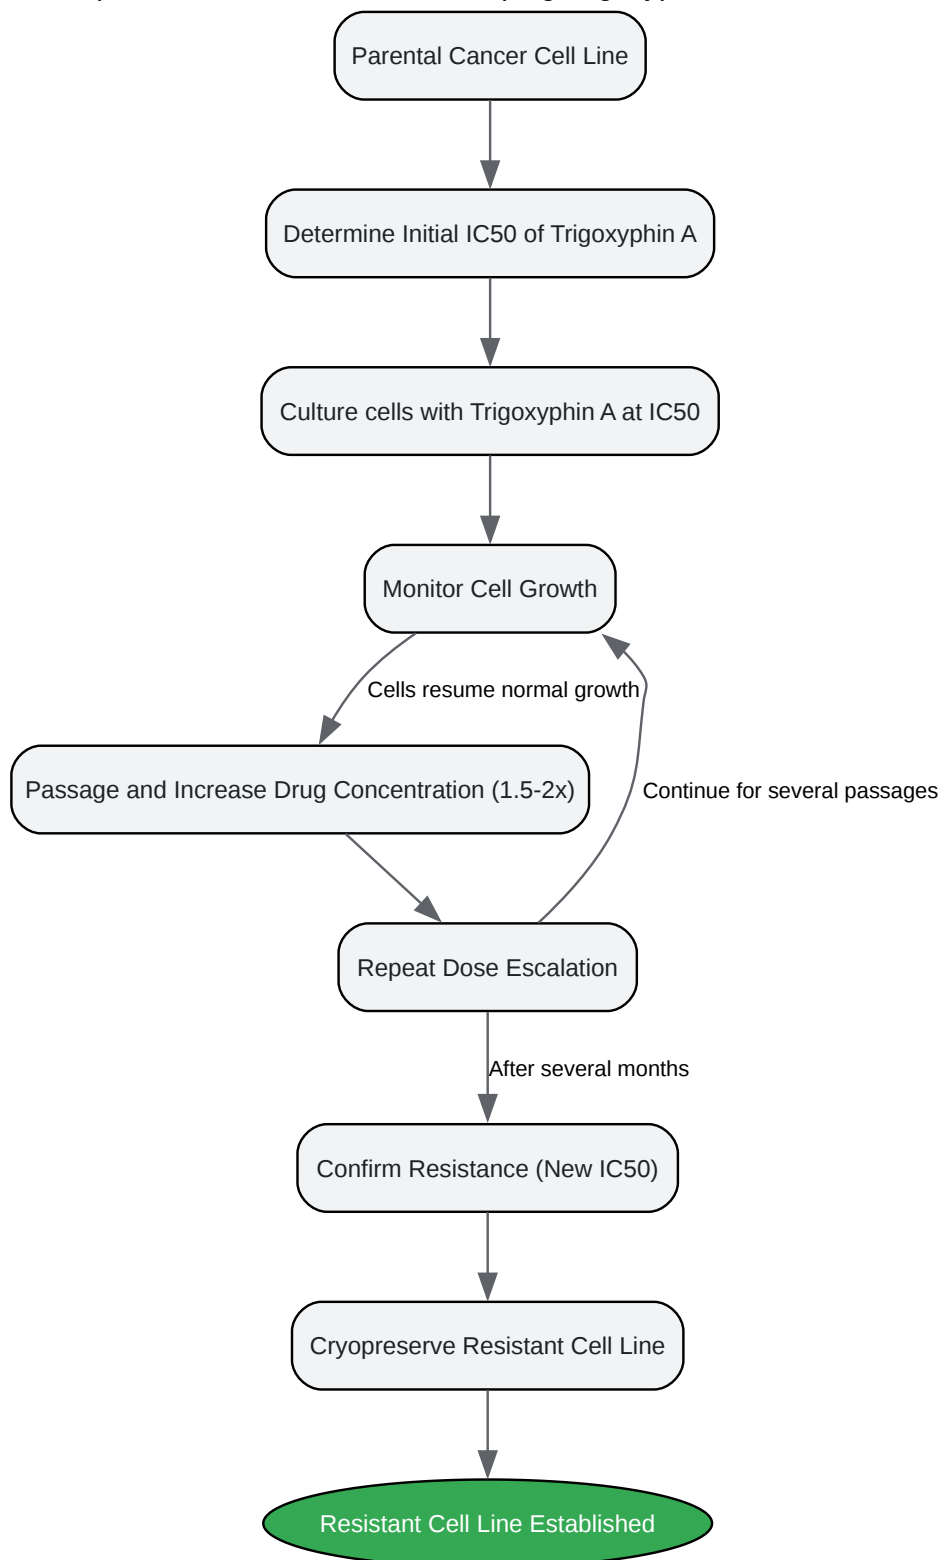 Parental Cancer Cell Line
Determine Initial IC50 of Trigoxyphin A
Culture cells with Trigoxyphin A at IC50
Monitor Cell Growth
Cells resume normal growth
Passage and Increase Drug Concentration (1.5-2x)
Continue for several passages
Repeat Dose Escalation
After several months
Confirm Resistance (New IC50)
Cryopreserve Resistant Cell Line
Resistant Cell Line Established